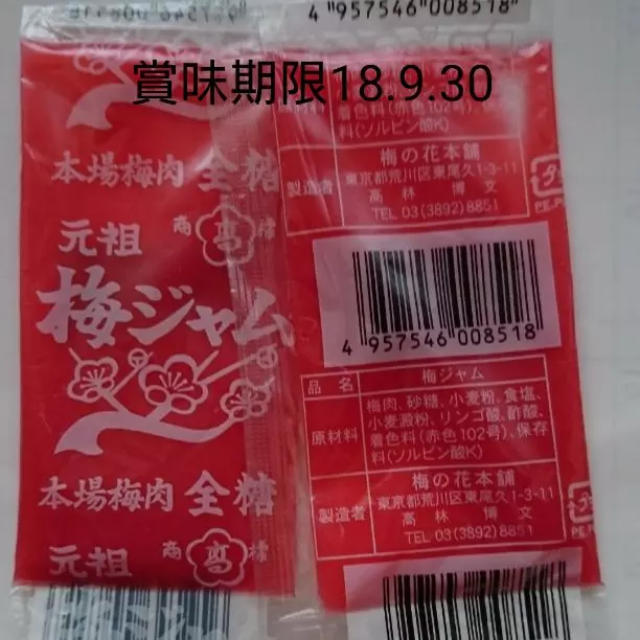 4 957546 008518
賞味期限18.9.30
着色料(赤色102号)、
料(ソルビン酸K)
製造者
梅の花本舗
東京都荒川区東尾久1-3-11
高林 博文
TEL 03(3892)8851
本場梅肉 全糖
元祖
商 高 標
梅ジャム
本場梅肉 全糖
元祖
商 高 標
4 957546 008518
品名 梅ジャム
原材料
梅肉、砂糖、小麦粉、食塩、
小麦澱粉、リンゴ酸、酢酸、
着色料(赤色102号)、保存
料(ソルビン酸K)
製造者
梅の花本舗
東京都荒川区東尾久1-3-11
高林 博文
TEL 03(3892)8851